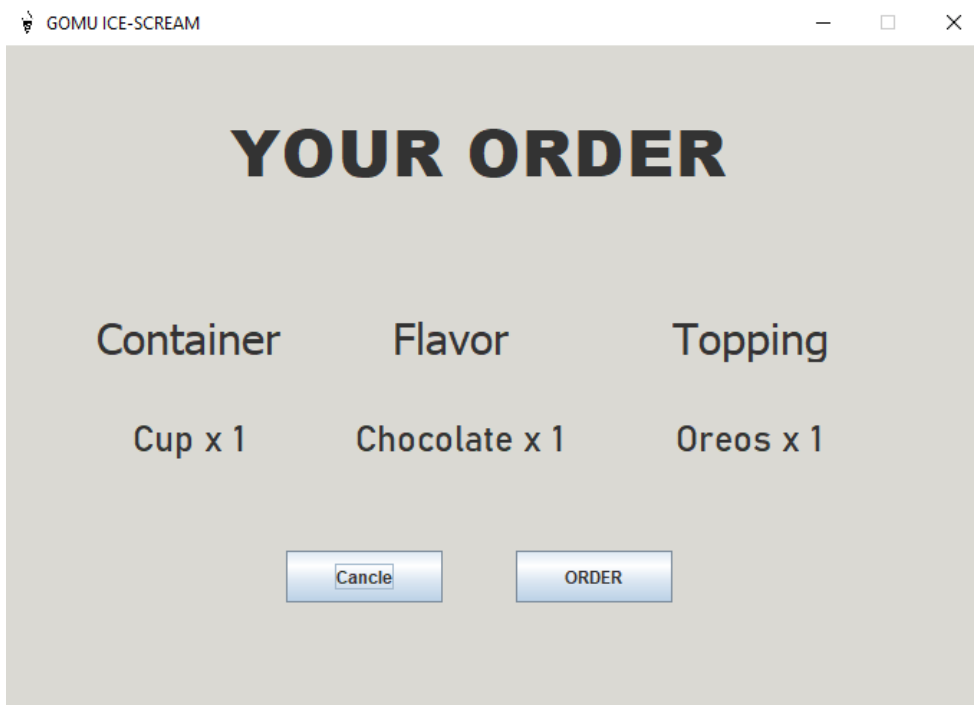 GOMU ICE-SCREAM
YOUR ORDER
Container Flavor Topping
Cup x 1 Chocolate x 1 Oreos x 1
Cancle ORDER